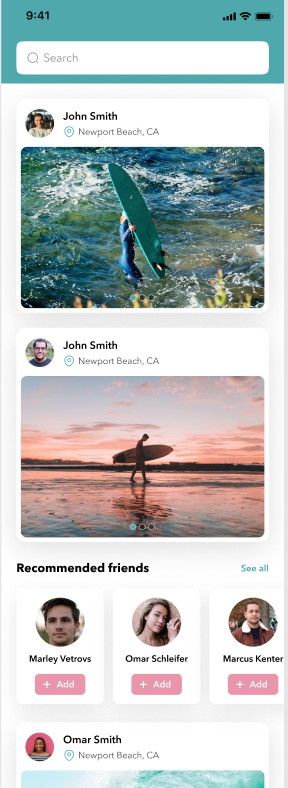 9:41
Search
John Smith
Newport Beach, CA
John Smith
Newport Beach, CA
Recommended friends See all
Marley Vetrovs Omar Schleifer Marcus Kenter
+ Add + Add + Add
Omar Smith
Newport Beach, CA